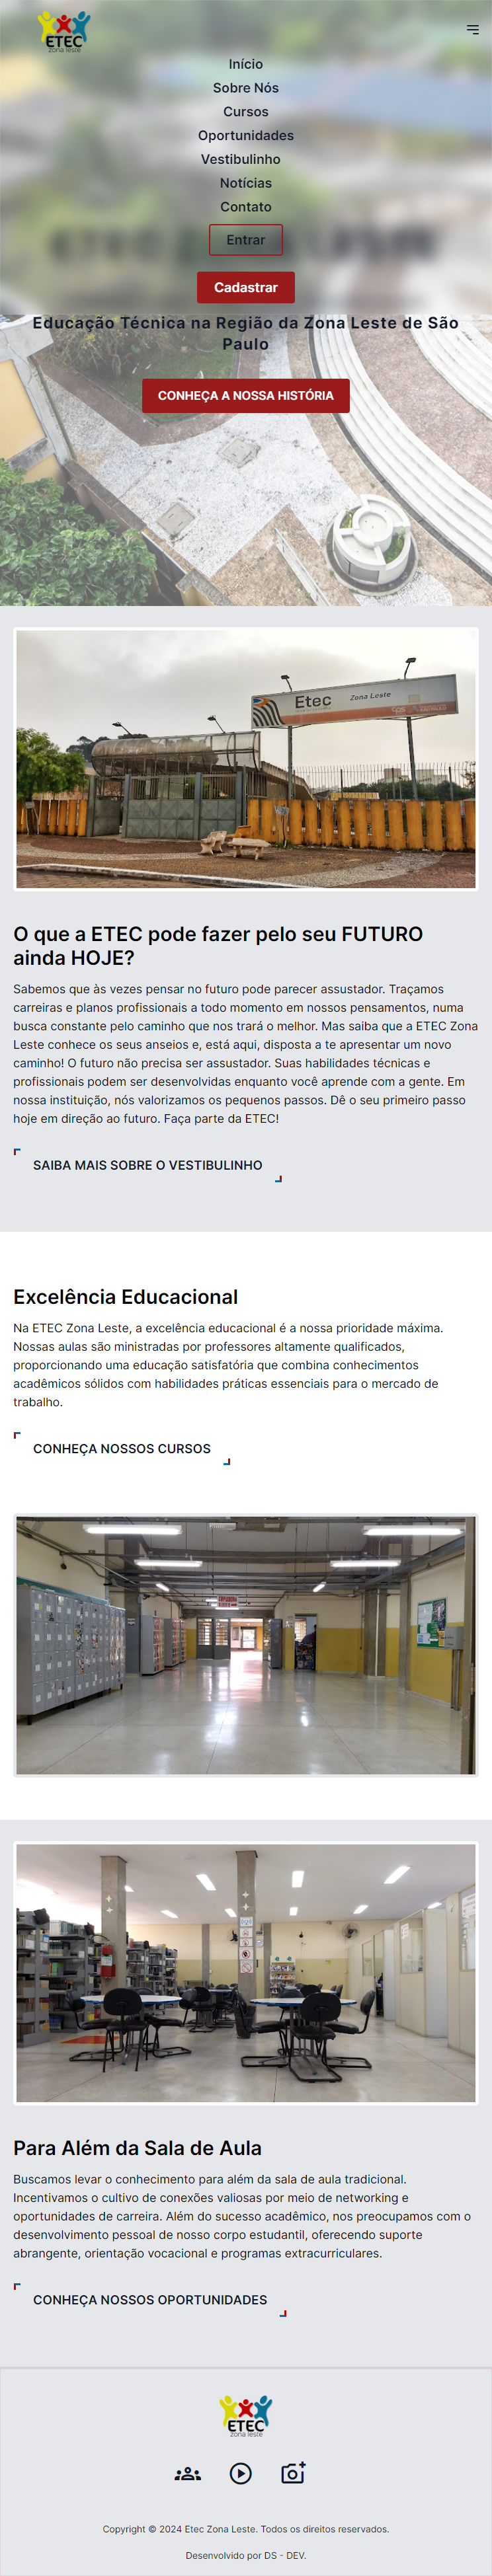 ETEC
zona leste
Início
Sobre Nós
Cursos
Oportunidades
Vestibulinho
Notícias
Contato
Entrar
Cadastrar
Educação Técnica na Região da Zona Leste de São
Paulo
CONHEÇA A NOSSA HISTÓRIA
Etec Zona Leste
O que a ETEC pode fazer pelo seu FUTURO
ainda HOJE?
Sabemos que às vezes pensar no futuro pode parecer assustador. Traçamos
carreiras e planos profissionais a todo momento em nossos pensamentos, numa
busca constante pelo caminho que nos trará o melhor. Mas saiba que a ETEC Zona
Leste conhece os seus anseios e, está aqui, disposta a te apresentar um novo
caminho! O futuro não precisa ser assustador. Suas habilidades técnicas e
profissionais podem ser desenvolvidas enquanto você aprende com a gente. Em
nossa instituição, nós valorizamos os pequenos passos. Dê o seu primeiro passo
hoje em direção ao futuro. Faça parte da ETEC!
SAIBA MAIS SOBRE O VESTIBULINHO
Excelência Educacional
Na ETEC Zona Leste, a excelência educacional é a nossa prioridade máxima.
Nossas aulas são ministradas por professores altamente qualificados,
proporcionando uma educação satisfatória que combina conhecimentos
acadêmicos sólidos com habilidades práticas essenciais para o mercado de
trabalho.
CONHEÇA NOSSOS CURSOS
Para Além da Sala de Aula
Buscamos levar o conhecimento para além da sala de aula tradicional.
Incentivamos o cultivo de conexões valiosas por meio de networking e
oportunidades de carreira. Além do sucesso acadêmico, nos preocupamos com o
desenvolvimento pessoal de nosso corpo estudantil, oferecendo suporte
abrangente, orientação vocacional e programas extracurriculares.
CONHEÇA NOSSOS OPORTUNIDADES
ETEC
zona leste
Copyright © 2024 Etec Zona Leste. Todos os direitos reservados.
Desenvolvido por DS - DEV.